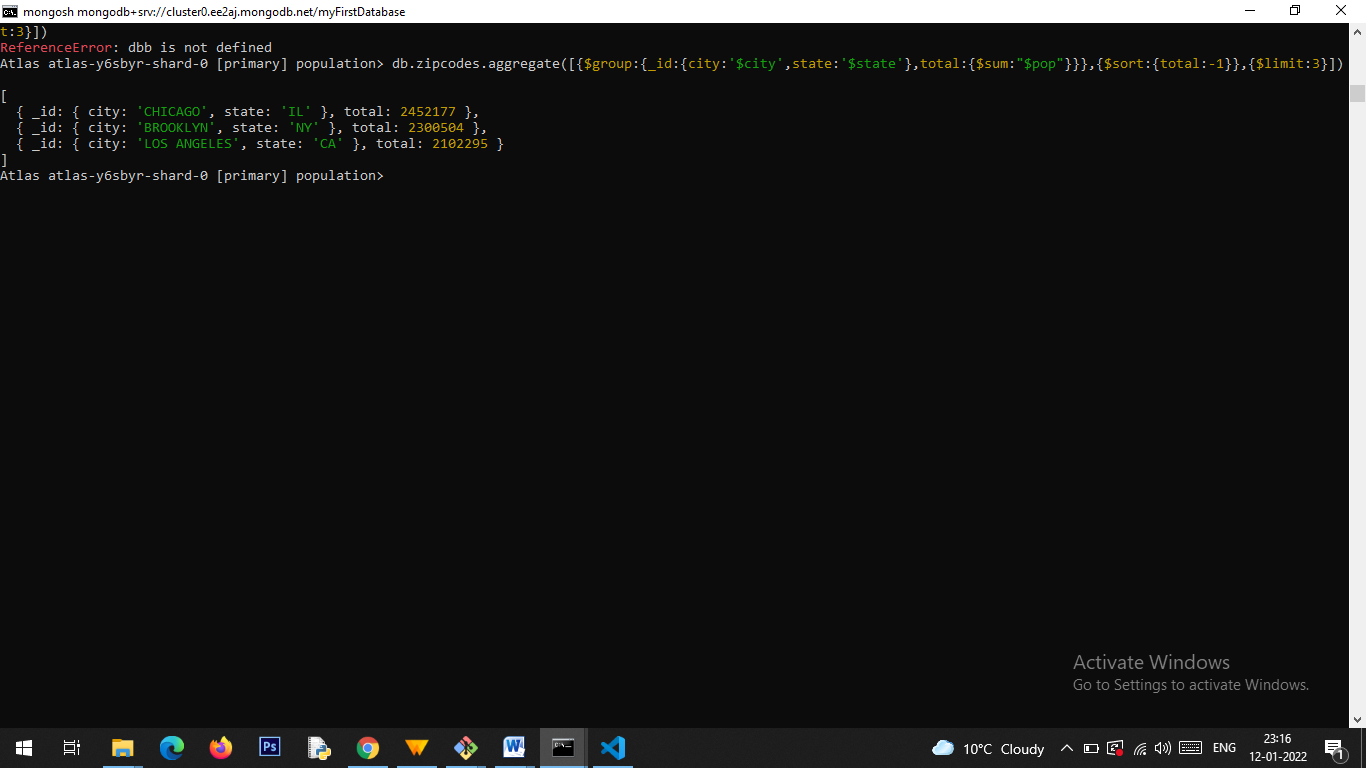 mongosh mongodb+srv://cluster0.ee2aj.mongodb.net/myFirstDatabase
t:3}])
ReferenceError: dbb is not defined
Atlas atlas-y6sbyr-shard-0 [primary] population> db.zipcodes.aggregate([{$group:{_id:{city:'$city',state:'$state'},total:{$sum:"$pop"}}},{$sort:{total:-1}},{$limit:3}])
[
  { _id: { city: 'CHICAGO', state: 'IL' }, total: 2452177 },
  { _id: { city: 'BROOKLYN', state: 'NY' }, total: 2300504 },
  { _id: { city: 'LOS ANGELES', state: 'CA' }, total: 2102295 }
]
Atlas atlas-y6sbyr-shard-0 [primary] population>
Activate Windows
Go to Settings to activate Windows.
Ps
10°C Cloudy
ENG
23:16
12-01-2022
1